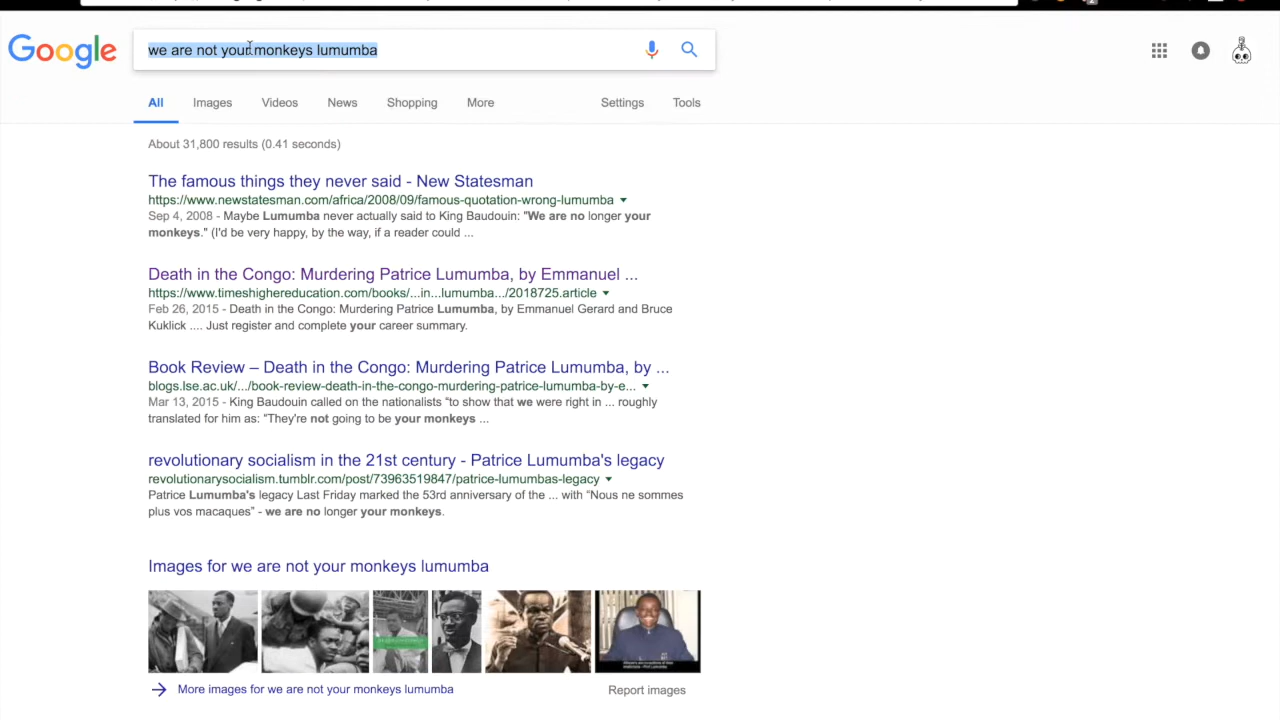 Google
we are not your monkeys lumumba
All Images Videos News Shopping More Settings Tools
About 31,800 results (0.41 seconds)
The famous things they never said - New Statesman
https://www.newstatesman.com/africa/2008/09/famous-quotation-wrong-lumumba
Sep 4, 2008 - Maybe Lumumba never actually said to King Baudouin: "We are no longer your
monkeys." (I'd be very happy, by the way, if a reader could ...
Death in the Congo: Murdering Patrice Lumumba, by Emmanuel ...
https://www.timeshighereducation.com/books/...in...lumumba.../2018725.article
Feb 26, 2015 - Death in the Congo: Murdering Patrice Lumumba, by Emmanuel Gerard and Bruce
Kuklick .... Just register and complete your career summary.
Book Review – Death in the Congo: Murdering Patrice Lumumba, by ...
blogs.lse.ac.uk/.../book-review-death-in-the-congo-murdering-patrice-lumumba-by-e...
Mar 13, 2015 - King Baudouin called on the nationalists “to show that we were right in ... roughly
translated for him as: "They're not going to be your monkeys ...
revolutionary socialism in the 21st century - Patrice Lumumba's legacy
revolutionarysocialism.tumblr.com/post/73963519847/patrice-lumumbas-legacy
Patrice Lumumba's legacy Last Friday marked the 53rd anniversary of the ... with “Nous ne sommes
plus vos macaques” - we are no longer your monkeys.
Images for we are not your monkeys lumumba
More images for we are not your monkeys lumumba Report images